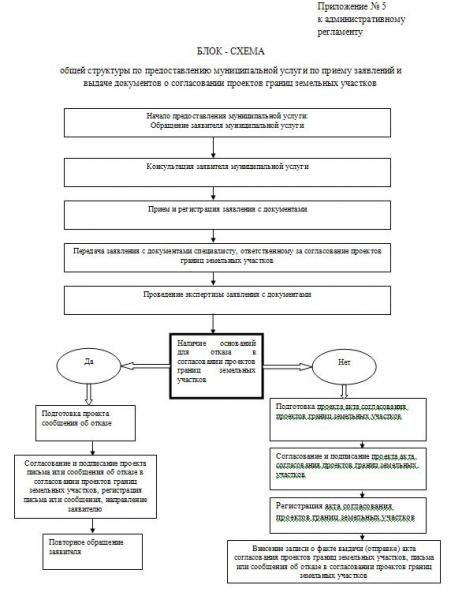 Приложение № 5
к административному
регламенту
БЛОК - СХЕМА
общей структуры по предоставлению муниципальной услуги по приему заявлений и
выдаче документов о согласовании проектов границ земельных участков
Начало предоставления муниципальной услуги:
Обращение заявителя муниципальной услуги
Консультация заявителя муниципальной услуги
Прием и регистрация заявления с документами
Передача заявления с документами специалисту, ответственному за согласование проектов
границ земельных участков
Проведение экспертизы заявления с документами
Наличие оснований
для отказа в
согласовании проектов
границ земельных
участков
Да
Нет
Подготовка проекта
сообщения об отказе
Согласование и подписание проекта
письма или сообщения об отказе в
согласовании проектов границ
земельных участков, регистрация
письма или сообщения, направление
заявителю
Повторное обращение
заявителя
Подготовка проекта акта согласования
проектов границ земельных участков
Согласование и подписание проекта акта
согласования проектов границ земельных
участков
Регистрация акта согласования
проектов границ земельных участков
Внесение записи о факте выдачи (отправке) акта
согласования проектов границ земельных участков, письма
или сообщения об отказе в согласовании проектов границ
земельных участков